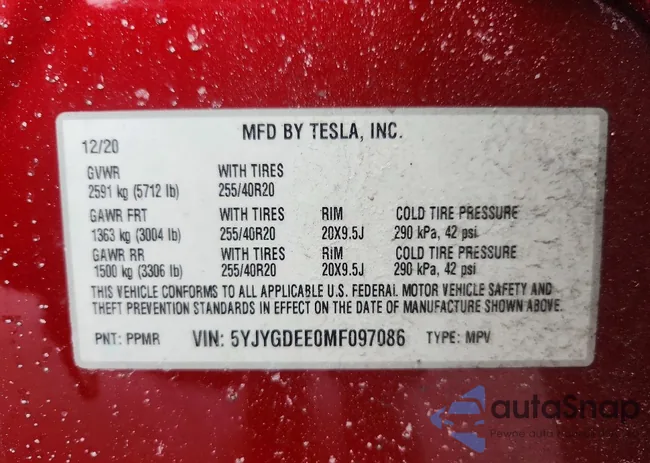 MFD BY TESLA, INC.
12/20
GVWR WITH TIRES
2591 kg (5712 lb) 255/40R20
GAWR FRT WITH TIRES RIM COLD TIRE PRESSURE
1363 kg (3004 lb) 255/40R20 20X9.5J 290 kPa, 42 psi
GAWR RR WITH TIRES RIM COLD TIRE PRESSURE
1500 kg (3306 lb) 255/40R20 20X9.5J 290 kPa, 42 psi
THIS VEHICLE CONFORMS TO ALL APPLICABLE U.S. FEDERAL MOTOR VEHICLE SAFETY AND
THEFT PREVENTION STANDARDS IN EFFECT ON THE DATE OF MANUFACTURE SHOWN ABOVE.
PNT: PPMR VIN: 5YJYGDEE0MF097086 TYPE: MPV
autaSnap
Pewne auta